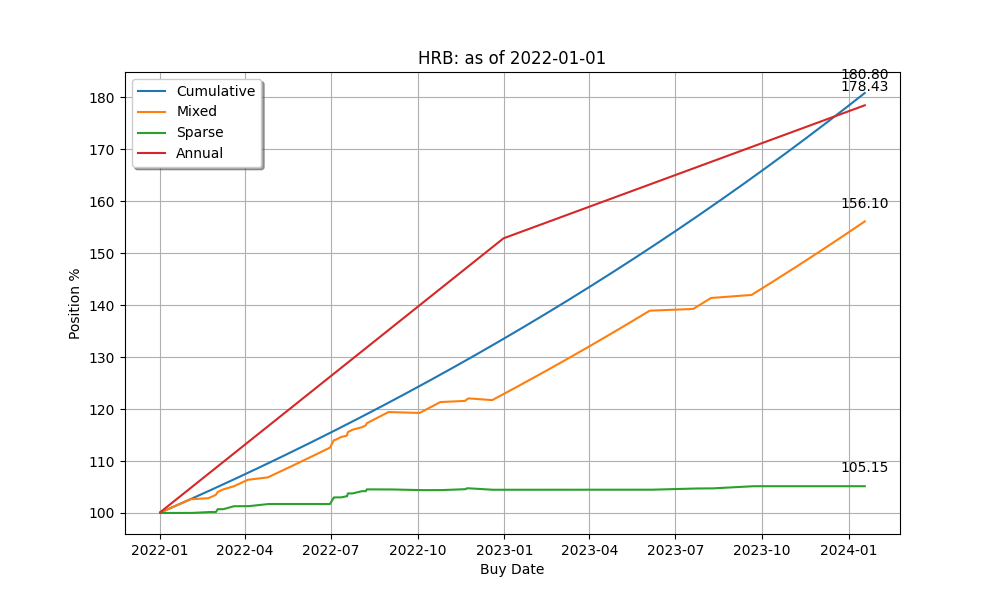 HRB: as of 2022-01-01
180.80
178.43
Cumulative
Mixed
Sparse
Annual
156.10
105.15
180
170
160
150
140
130
120
110
100
Position %
2022-01 2022-04 2022-07 2022-10 2023-01 2023-04 2023-07 2023-10 2024-01
Buy Date